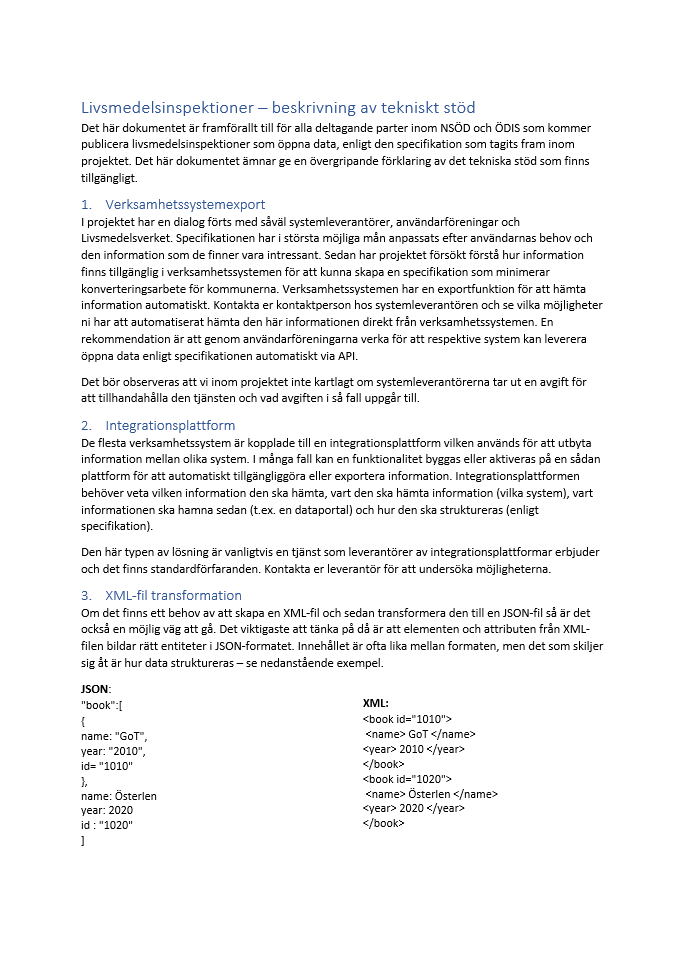 Livsmedelsinspektioner – beskrivning av tekniskt stöd
Det här dokumentet är framförallt till för alla deltagande parter inom NSÖD och ÖDIS som kommer
publicera livsmedelsinspektioner som öppna data, enligt den specifikation som tagits fram inom
projektet. Det här dokumentet ämnar ge en övergripande förklaring av det tekniska stöd som finns
tillgängligt.
1. Verksamhetssystemexport
I projektet har en dialog förts med såväl systemleverantörer, användarföreningar och
Livsmedelsverket. Specifikationen har i största möjliga mån anpassats efter användarnas behov och
den information som de finner vara intressant. Sedan har projektet försökt förstå hur information
finns tillgänglig i verksamhetssystemen för att kunna skapa en specifikation som minimerar
konverteringsarbete för kommunerna. Verksamhetssystemen har en exportfunktion för att hämta
information automatiskt. Kontakta er kontaktperson hos systemleverantören och se vilka möjligheter
ni har att automatiserat hämta den här informationen direkt från verksamhetssystemen. En
rekommendation är att genom användarföreningarna verka för att respektive system kan leverera
öppna data enligt specifikationen automatiskt via API.
Det bör observeras att vi inom projektet inte kartlagt om systemleverantörerna tar ut en avgift för
att tillhandahålla den tjänsten och vad avgiften i så fall uppgår till.
2. Integrationsplattform
De flesta verksamhetssystem är kopplade till en integrationsplattform vilken används för att utbyta
information mellan olika system. I många fall kan en funktionalitet byggas eller aktiveras på en sådan
plattform för att automatiskt tillgängliggöra eller exportera information. Integrationsplattformen
behöver veta vilken information den ska hämta, vart den ska hämta information (vilka system), vart
informationen ska hamna sedan (t.ex. en dataportal) och hur den ska struktureras (enligt
specifikation).
Den här typen av lösning är vanligtvis en tjänst som leverantörer av integrationsplattformar erbjuder
och det finns standardförfaranden. Kontakta er leverantör för att undersöka möjligheterna.
3. XML-fil transformation
Om det finns ett behov av att skapa en XML-fil och sedan transformera den till en JSON-fil så är det
också en möjlig väg att gå. Det viktigaste att tänka på då är att elementen och attributen från XML-
filen bildar rätt entiteter i JSON-formatet. Innehållet är ofta lika mellan formaten, men det som skiljer
sig åt är hur data struktureras – se nedanstående exempel.
JSON:
"book":[
{
name: "GoT",
year: "2010",
id= "1010"
},
name: Österlen
year: 2020
id : "1020"
]
XML:
<book id="1010">
<name> GoT </name>
<year> 2010 </year>
</book>
<book id="1020">
<name> Österlen </name>
<year> 2020 </year>
</book>